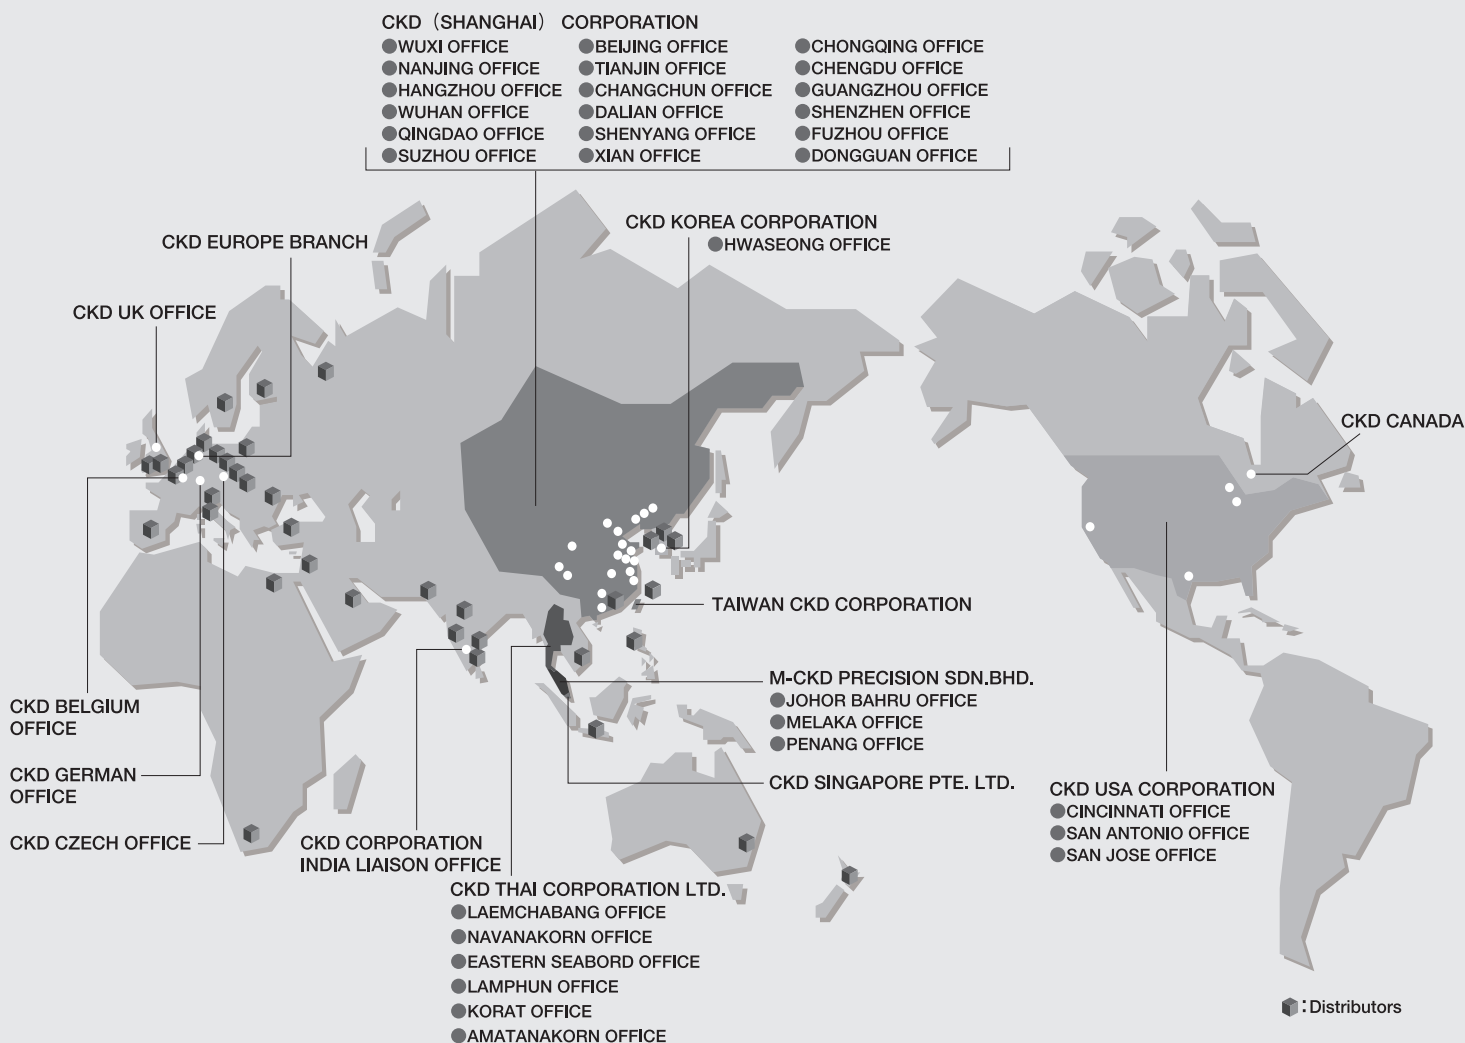 CKD（SHANGHAI） CORPORATION
●WUXI OFFICE
●NANJING OFFICE
●HANGZHOU OFFICE
●WUHAN OFFICE
●QINGDAO OFFICE
●SUZHOU OFFICE
●BEIJING OFFICE
●TIANJIN OFFICE
●CHANGCHUN OFFICE
●DALIAN OFFICE
●SHENYANG OFFICE
●XIAN OFFICE
●CHONGQING OFFICE
●CHENGDU OFFICE
●GUANGZHOU OFFICE
●SHENZHEN OFFICE
●FUZHOU OFFICE
●DONGGUAN OFFICE
CKD KOREA CORPORATION
●HWASEONG OFFICE
CKD EUROPE BRANCH
CKD UK OFFICE
CKD CANADA
TAIWAN CKD CORPORATION
M-CKD PRECISION SDN.BHD.
●JOHOR BAHRU OFFICE
●MELAKA OFFICE
●PENANG OFFICE
CKD SINGAPORE PTE. LTD.
CKD BELGIUM
OFFICE
CKD GERMAN
OFFICE
CKD CZECH OFFICE
CKD CORPORATION
INDIA LIAISON OFFICE
CKD THAI CORPORATION LTD.
●LAEMCHABANG OFFICE
●NAVANAKORN OFFICE
●EASTERN SEABORD OFFICE
●LAMPHUN OFFICE
●KORAT OFFICE
●AMATANAKORN OFFICE
CKD USA CORPORATION
●CINCINNATI OFFICE
●SAN ANTONIO OFFICE
●SAN JOSE OFFICE
: Distributors